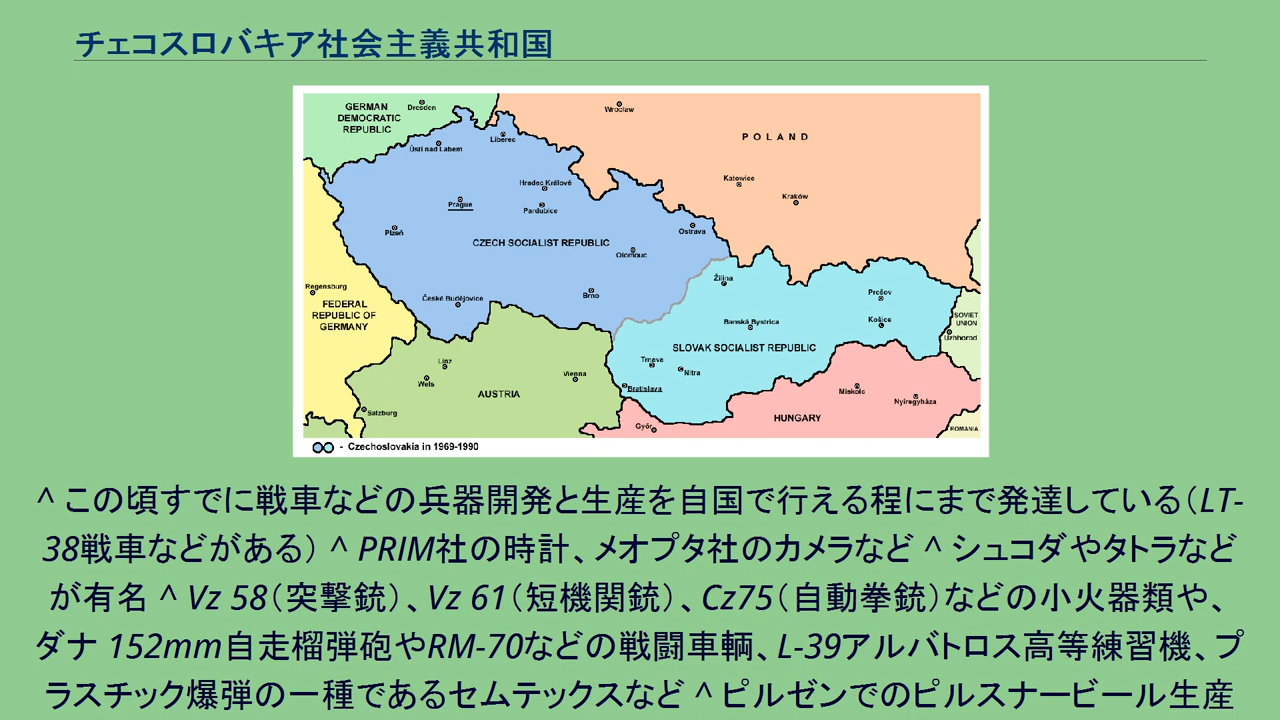 チェコスロバキア社会主義共和国
GERMAN
DEMOCRATIC
REPUBLIC
Dresden
Wrocław
POLAND
Liberec
Ústí nad Labem
Katowice
Hradec Králové
Kraków
Prague
Pardubice
Plzeň
Ostrava
CZECH SOCIALIST REPUBLIC
Olomouc
Žilina
Regensburg
České Budějovice
Brno
Prešov
FEDERAL
REPUBLIC OF
GERMANY
Banská Bystrica
Košice
SOVIET
UNION
Uzhhorod
SLOVAK SOCIALIST REPUBLIC
Linz
Trneve
Nitra
Vienna
Wels
Bratislava
AUSTRIA
Miskolc
Nyíregyháza
Salzburg
HUNGARY
Győr
ROMANIA
- Czechoslovakia in 1969-1990
^ この頃すでに戦車などの兵器開発と生産を自国で行える程にまで発達している（LT-
38戦車などがある） ^ PRIM社の時計、メオプタ社のカメラなど ^ シュコダやタトラなど
が有名 ^ Vz 58（突撃銃）、Vz 61（短機関銃）、Cz75（自動拳銃）などの小火器類や、
ダナ 152mm自走榴弾砲やRM-70などの戦闘車輌、L-39アルバトロス高等練習機、プ
ラスチック爆弾の一種であるセムテックスなど ^ ピルゼンでのピルスナービール生産